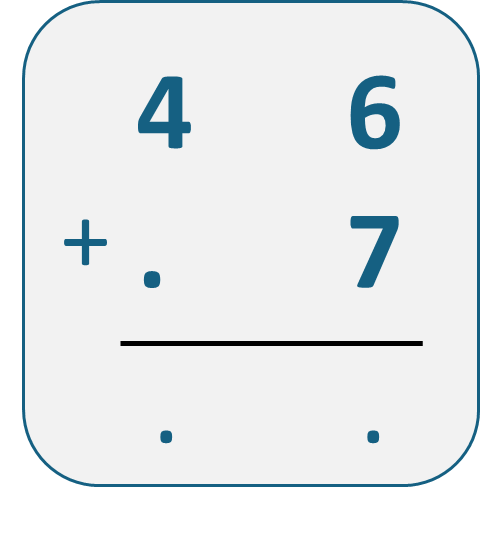 4 6
+ . 7
. .